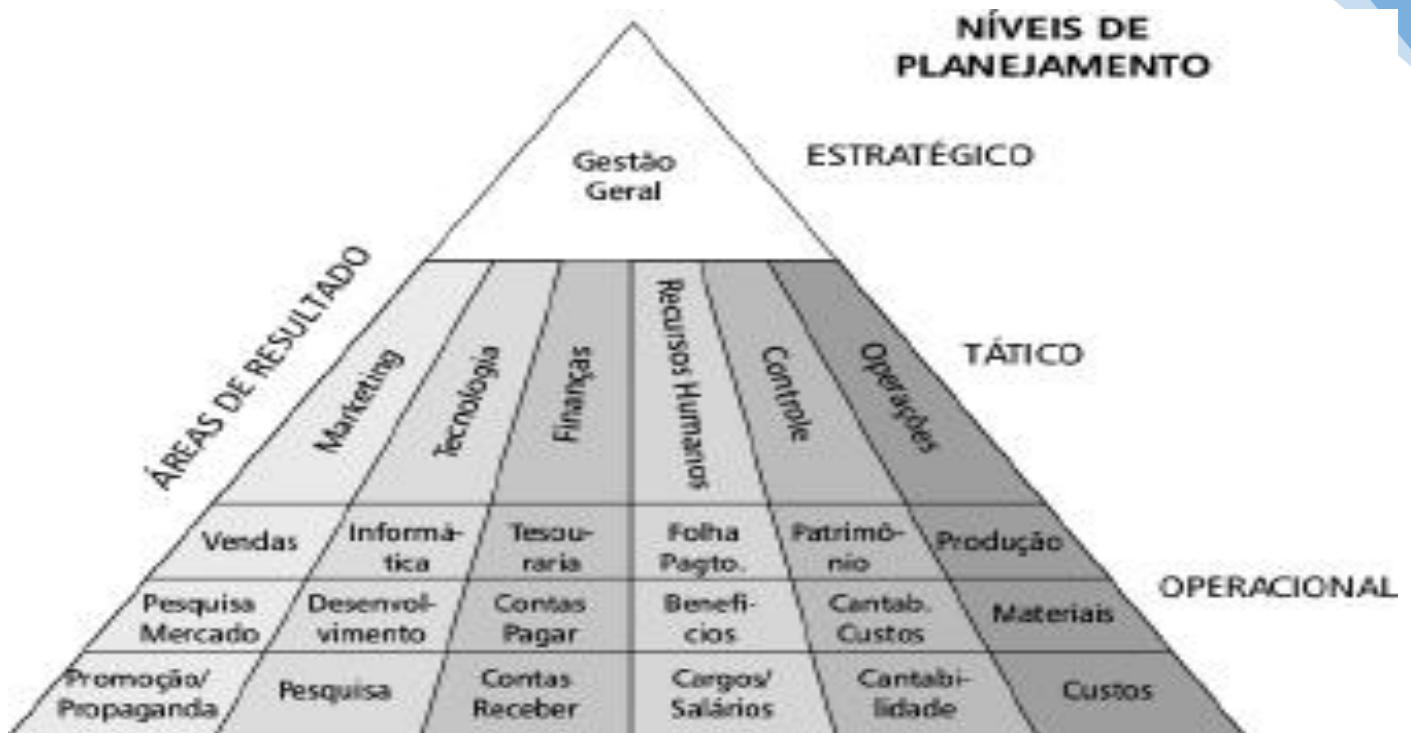 NÍVEIS DE
PLANEJAMENTO
ESTRATÉGICO
Gestão
Geral
ÁREAS DE RESULTADO
TÁTICO
Marketing
Tecnologia
Finanças
Recursos Humanos
Controle
Operações
OPERACIONAL
Vendas
Informá-
tica
Tesou-
raria
Folha
Pagto.
Patrimô-
nio
Produção
Pesquisa
Mercado
Desenvol-
vimento
Contas
Pagar
Benefi-
cios
Cantab.
Custos
Materiais
Promoção/
Propaganda
Pesquisa
Contas
Receber
Cargos/
Salários
Cantabi-
lidade
Custos